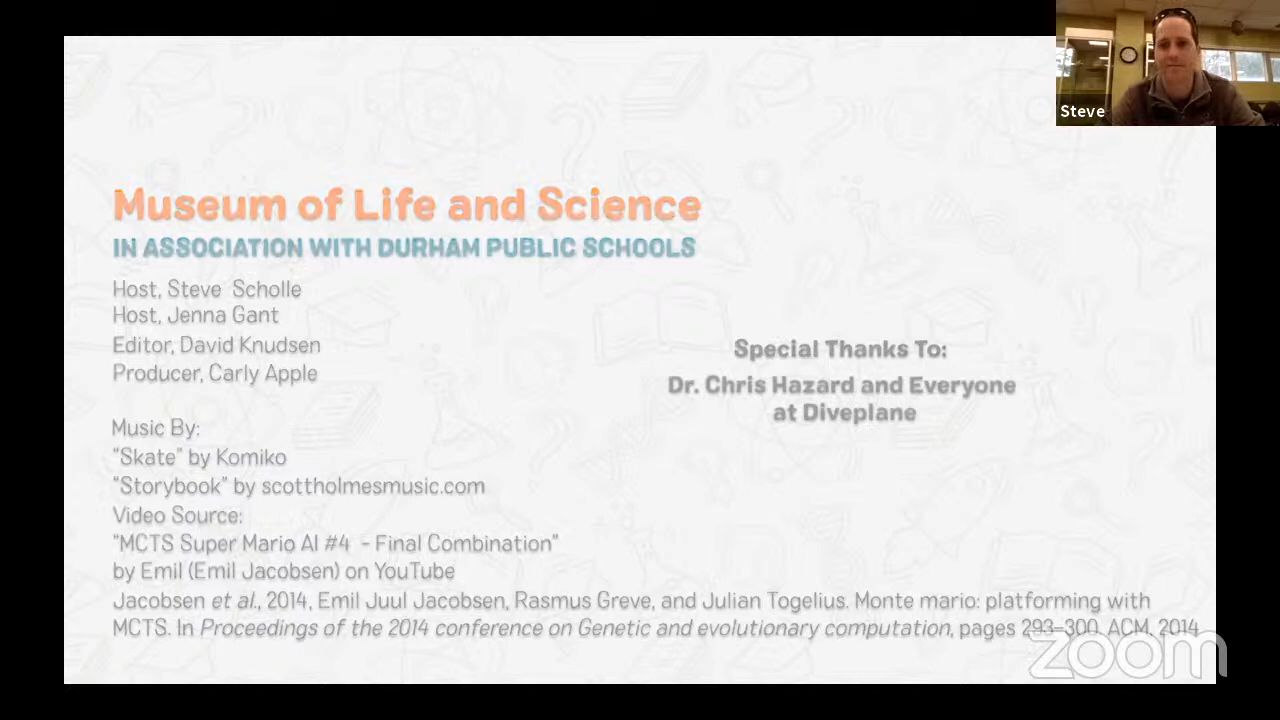 Steve
Museum of Life and Science
IN ASSOCIATION WITH DURHAM PUBLIC SCHOOLS
Host, Steve Scholle
Host, Jenna Gant
Editor, David Knudsen
Producer, Carly Apple
Special Thanks To:
Dr. Chris Hazard and Everyone
at Diveplane
Music By:
"Skate" by Komiko
"Storybook" by scottholmesmusic.com
Video Source:
"MCTS Super Mario AI #4 - Final Combination"
by Emil (Emil Jacobsen) on YouTube
Jacobsen et al., 2014, Emil Juul Jacobsen, Rasmus Greve, and Julian Togelius. Monte mario: platforming with
MCTS. In Proceedings of the 2014 conference on Genetic and evolutionary computation, pages 293–300. ACM, 2014
zoom